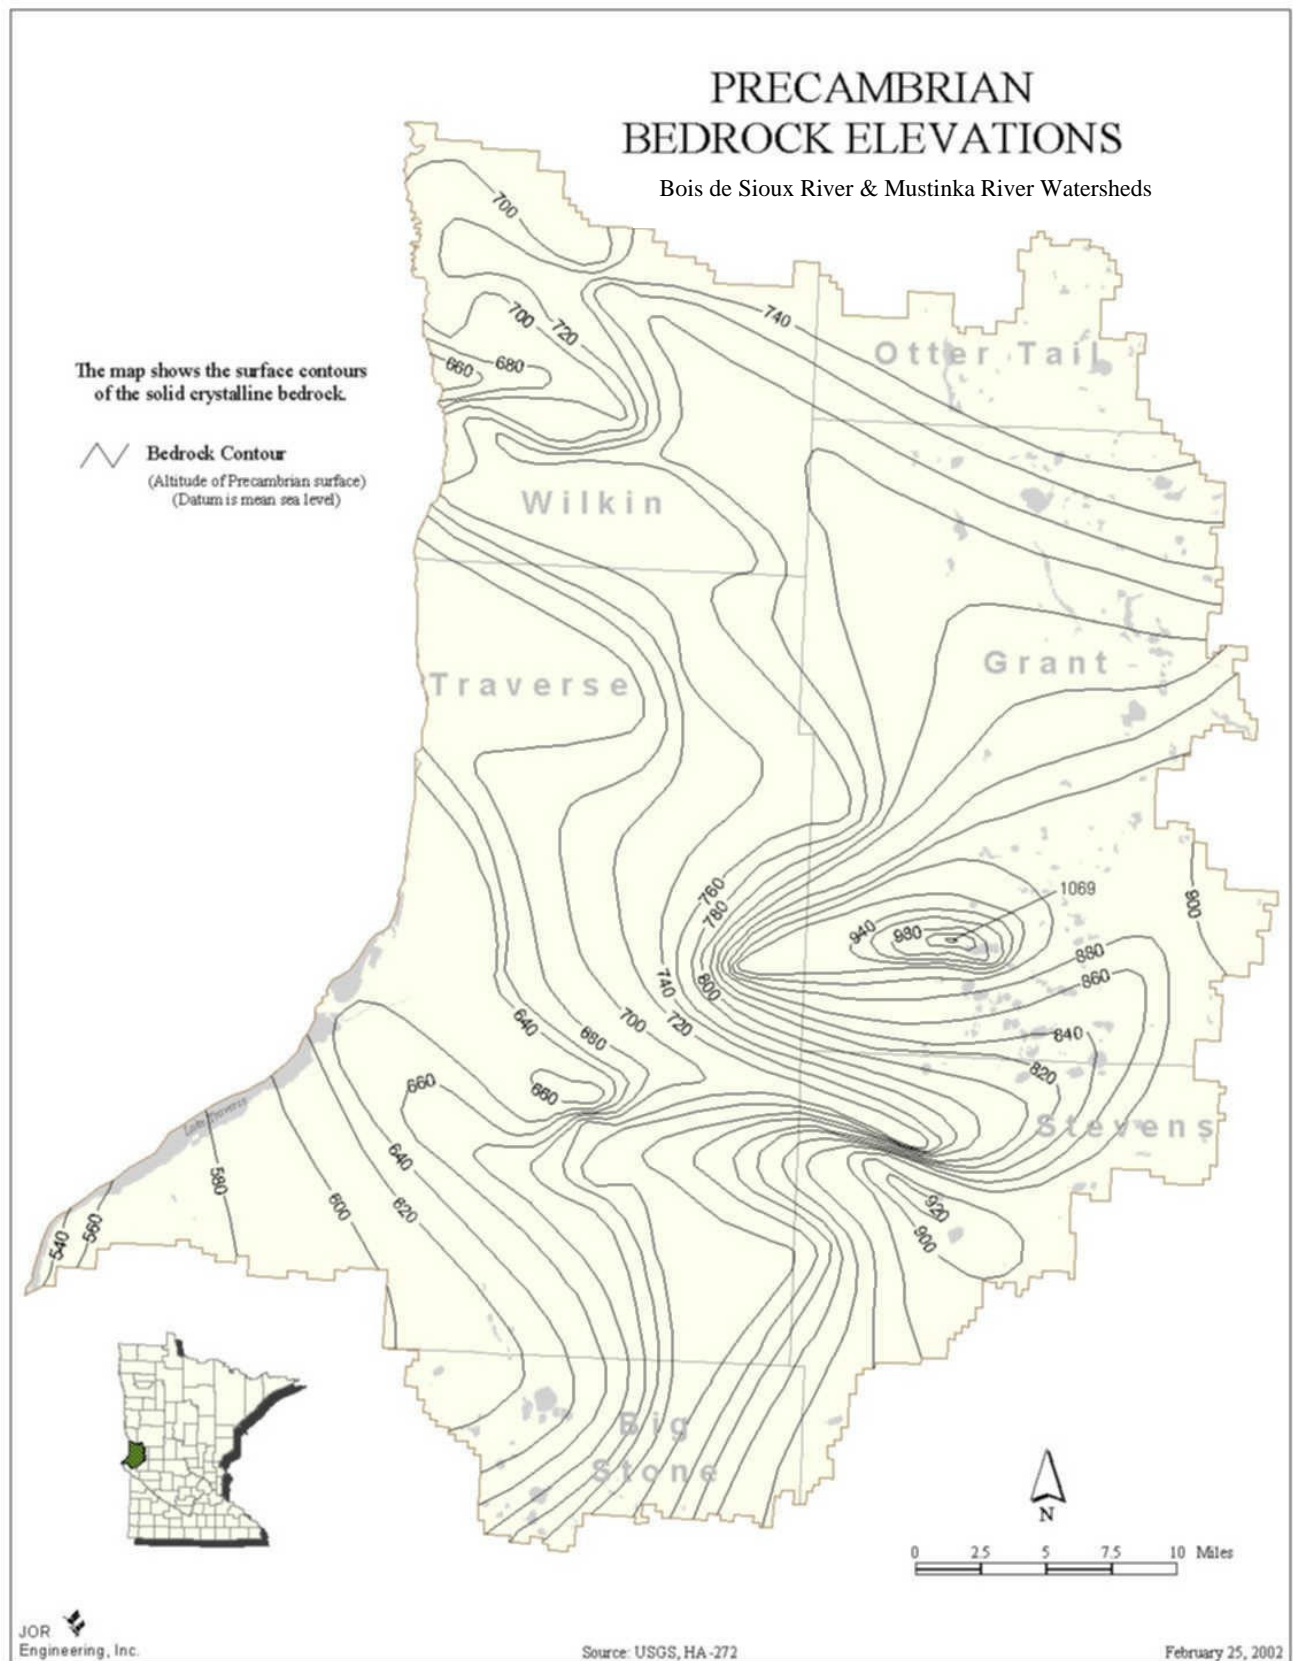 PRECAMBRIAN
BEDROCK ELEVATIONS
Bois de Sioux River & Mustinka River Watersheds
The map shows the surface contours
of the solid crystalline bedrock.
Bedrock Contour
(Altitude of Precambrian surface)
(Datum is mean sea level)
700
740
700
720
660
680
Otter Tail
Wilkin
Grant
Traverse
760
780
800
1069
940
980
900
880
860
740
720
700
640
680
840
820
660
660
Stevens
Lake Traverse
640
620
580
600
540
560
920
900
Big
Stone
N
0 2.5 5 7.5 10 Miles
JOR
Engineering, Inc.
Source: USGS, HA-272
February 25, 2002